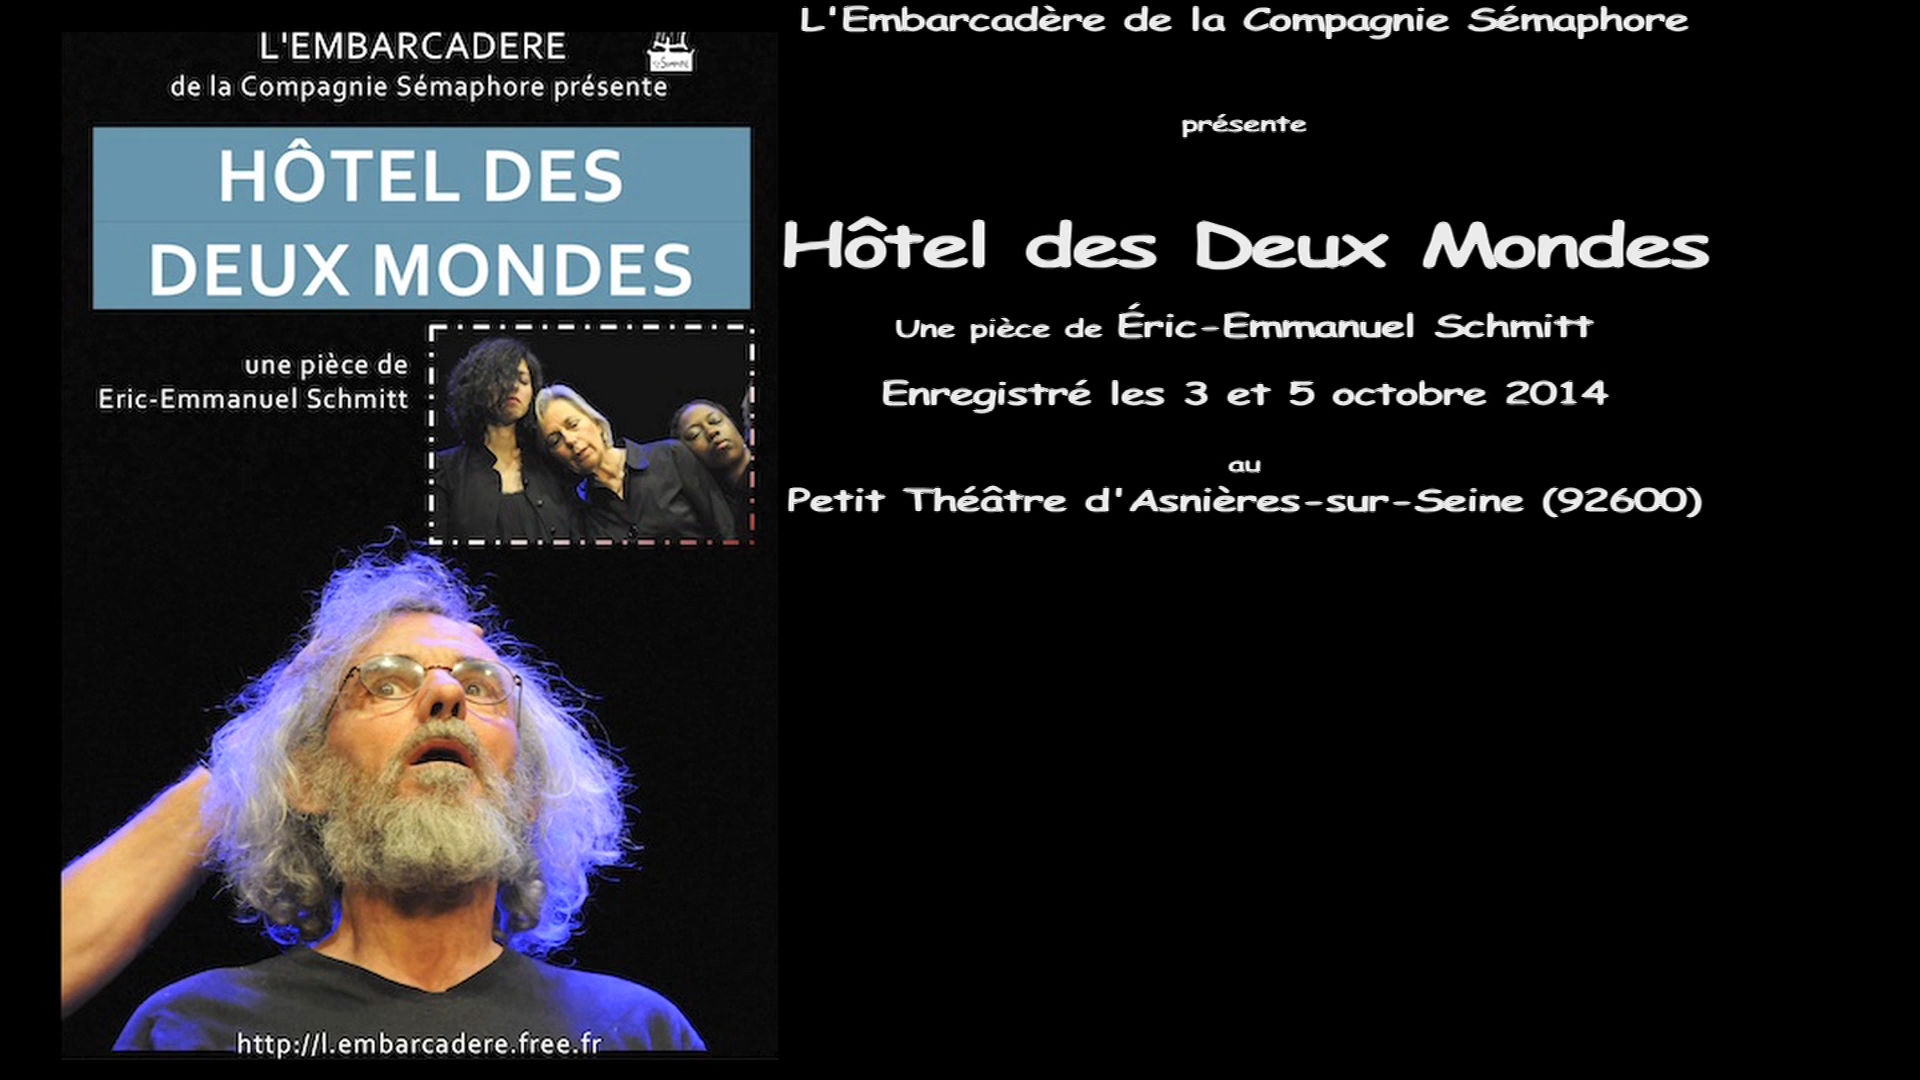 L'EMBARCADERE
de la Compagnie Sémaphore présente
HÔTEL DES
DEUX MONDES
une pièce de
Eric-Emmanuel Schmitt
http://l.embarcadere.free.fr
L'Embarcadère de la Compagnie Sémaphore
présente
Hôtel des Deux Mondes
Une pièce de Éric-Emmanuel Schmitt
Enregistré les 3 et 5 octobre 2014
au
Petit Théâtre d'Asnières-sur-Seine (92600)